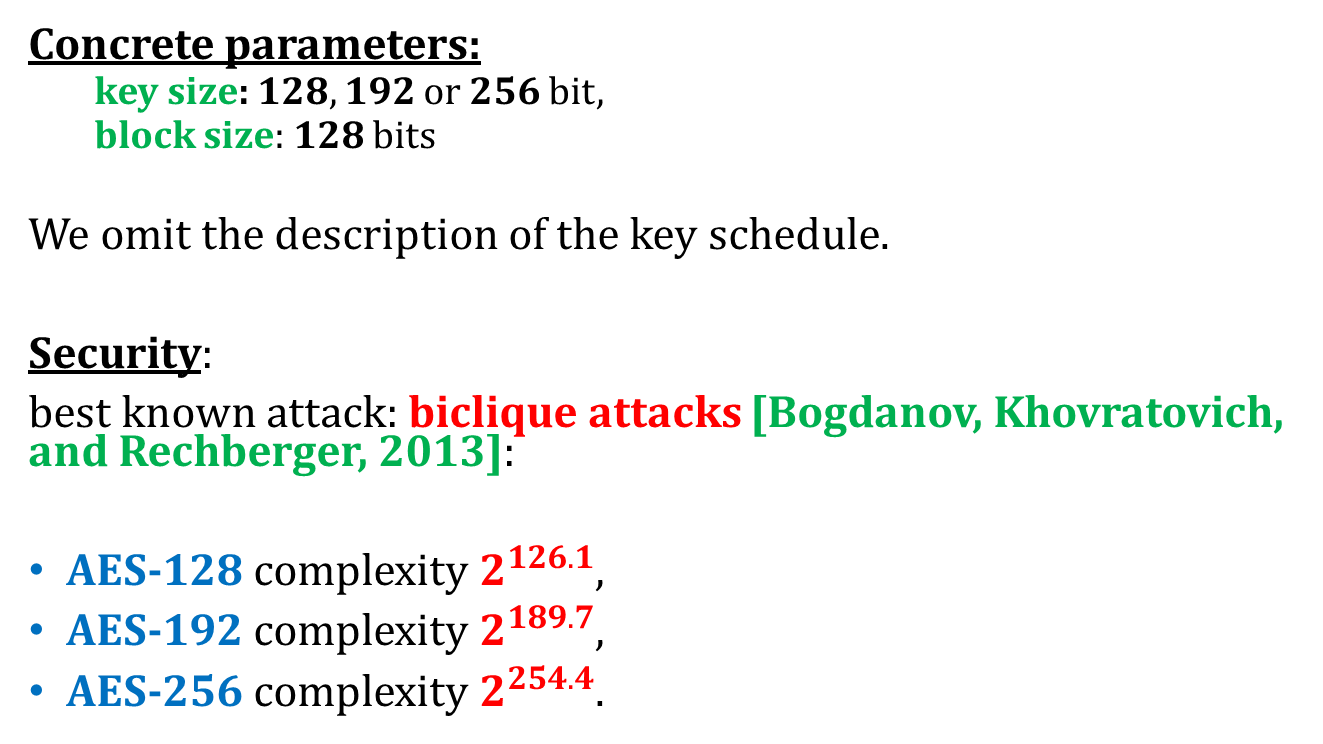 Concrete parameters:
key size: 128, 192 or 256 bit,
block size: 128 bits
We omit the description of the key schedule.
Security:
best known attack: biclique attacks [Bogdanov, Khovratovich,
and Rechberger, 2013]:
• AES-128 complexity 2^126.1,
• AES-192 complexity 2^189.7,
• AES-256 complexity 2^254.4.